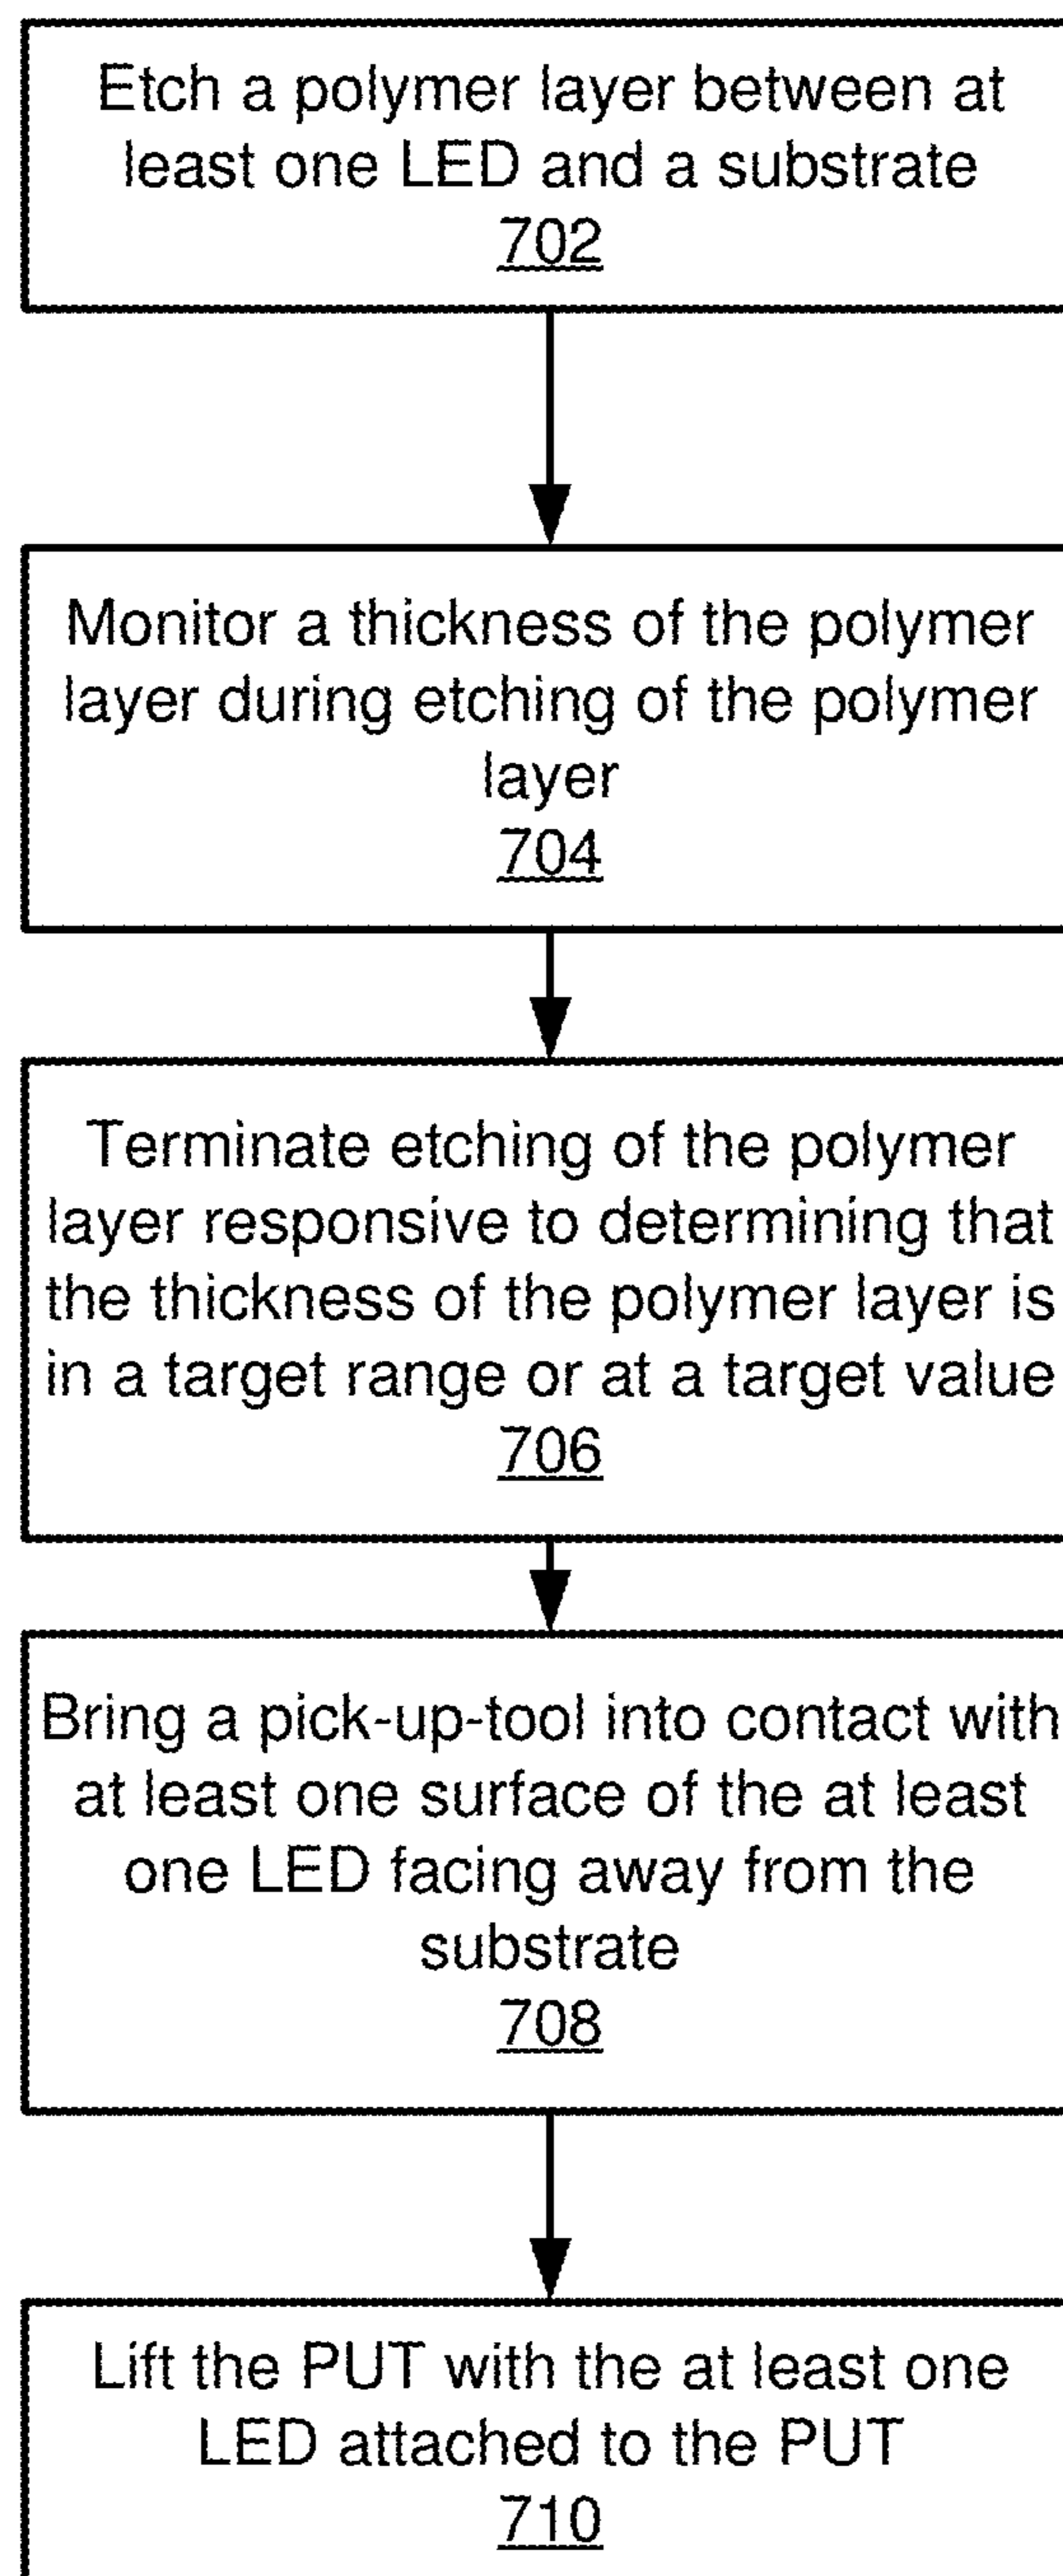 Etch a polymer layer between at
least one LED and a substrate
702
Monitor a thickness of the polymer
layer during etching of the polymer
layer
704
Terminate etching of the polymer
layer responsive to determining that
the thickness of the polymer layer is
in a target range or at a target value
706
Bring a pick-up-tool into contact with
at least one surface of the at least
one LED facing away from the
substrate
708
Lift the PUT with the at least one
LED attached to the PUT
710